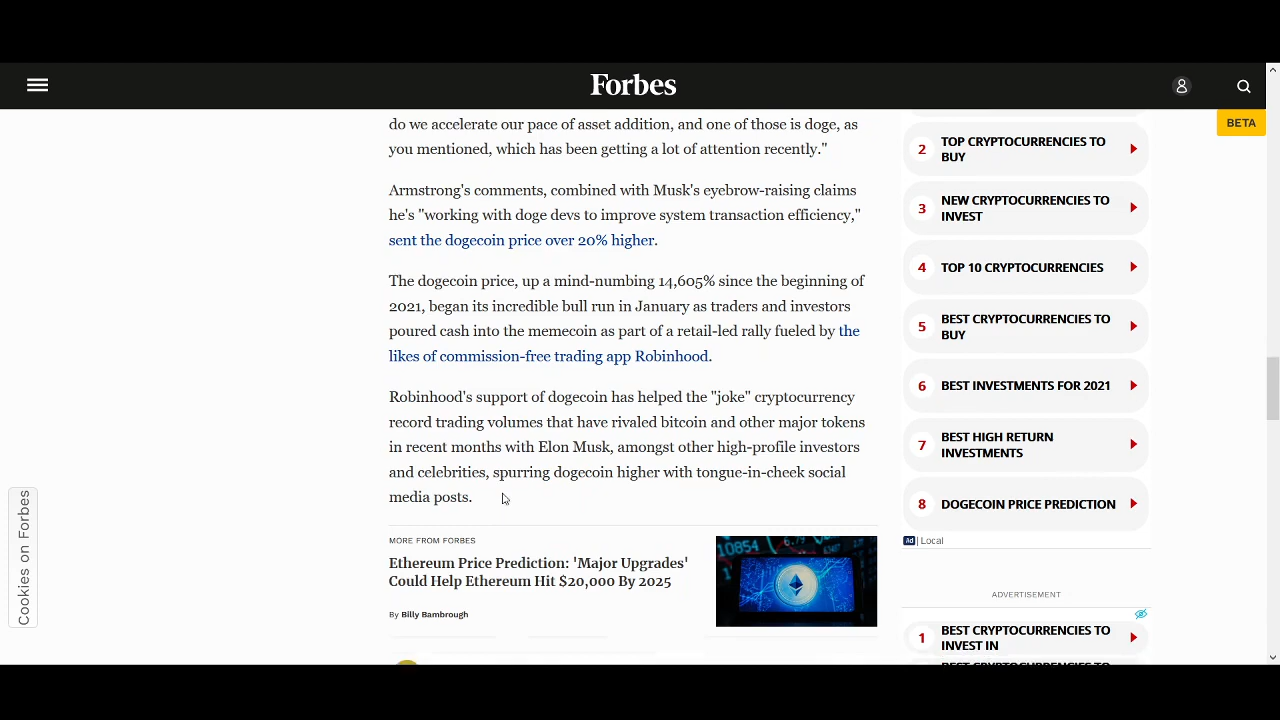 Forbes
BETA
do we accelerate our pace of asset addition, and one of those is doge, as
you mentioned, which has been getting a lot of attention recently."
Armstrong's comments, combined with Musk's eyebrow-raising claims
he's "working with doge devs to improve system transaction efficiency,"
sent the dogecoin price over 20% higher.
The dogecoin price, up a mind-numbing 14,605% since the beginning of
2021, began its incredible bull run in January as traders and investors
poured cash into the memecoin as part of a retail-led rally fueled by the
likes of commission-free trading app Robinhood.
Robinhood's support of dogecoin has helped the "joke" cryptocurrency
record trading volumes that have rivaled bitcoin and other major tokens
in recent months with Elon Musk, amongst other high-profile investors
and celebrities, spurring dogecoin higher with tongue-in-cheek social
media posts.
MORE FROM FORBES
Ethereum Price Prediction: 'Major Upgrades'
Could Help Ethereum Hit $20,000 By 2025
By Billy Bambrough
10854
6.79
2 TOP CRYPTOCURRENCIES TO
BUY
3 NEW CRYPTOCURRENCIES TO
INVEST
4 TOP 10 CRYPTOCURRENCIES
5 BEST CRYPTOCURRENCIES TO
BUY
6 BEST INVESTMENTS FOR 2021
7 BEST HIGH RETURN
INVESTMENTS
8 DOGECOIN PRICE PREDICTION
Ad | Local
ADVERTISEMENT
1 BEST CRYPTOCURRENCIES TO
INVEST IN
BEST CRYPTOCURRENCIES TO
Cookies on Forbes